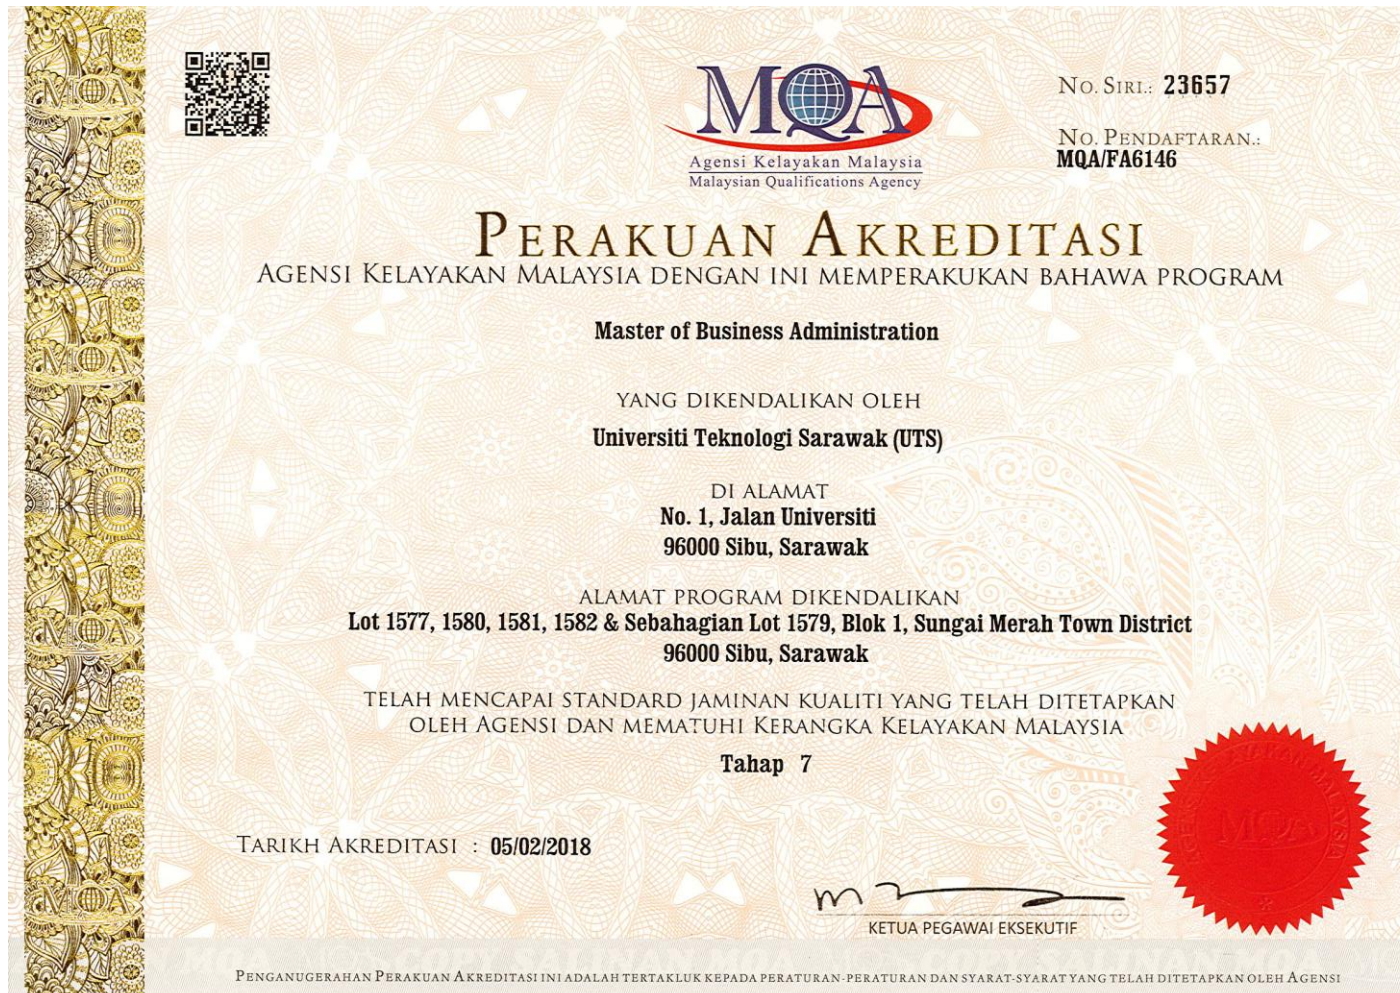 MQA
Agensi Kelayakan Malaysia
Malaysian Qualifications Agency
No. Siri.: 23657
No. Pendaftaran.:
MQA/FA6146
Perakuan Akreditasi
Agensi Kelayakan Malaysia dengan ini memperakukan bahawa program
Master of Business Administration
yang dikendalikan oleh
Universiti Teknologi Sarawak (UTS)
di alamat
No. 1, Jalan Universiti
96000 Sibu, Sarawak
alamat program dikendalikan
Lot 1577, 1580, 1581, 1582 & Sebahagian Lot 1579, Blok 1, Sungai Merah Town District
96000 Sibu, Sarawak
telah mencapai standard jaminan kualiti yang telah ditetapkan
oleh Agensi dan mematuhi Kerangka Kelayakan Malaysia
Tahap 7
Tarikh Akreditasi : 05/02/2018
KETUA PEGAWAI EKSEKUTIF
Penganugerahan Perakuan Akreditasi ini adalah tertakluk kepada peraturan-peraturan dan syarat-syarat yang telah ditetapkan oleh Agensi
MQA
MQA
MQA
MQA
MQA